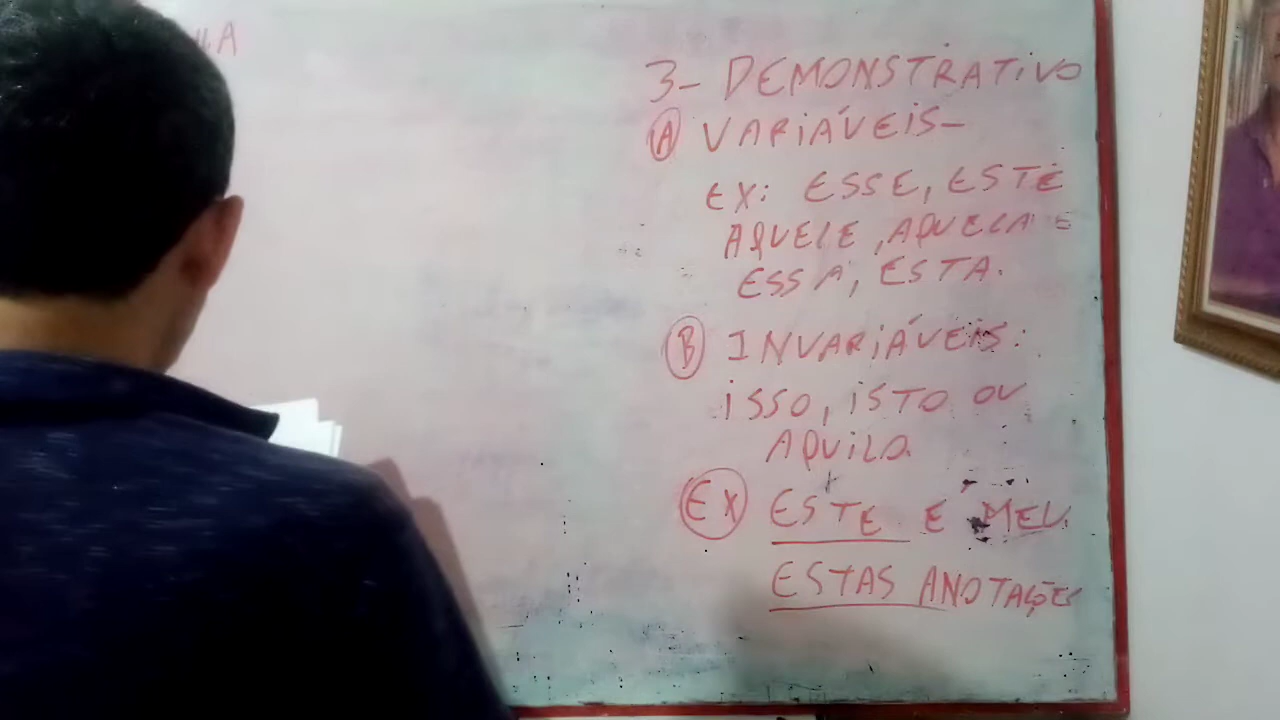 3- DEMONSTRATIVO
A VARIÁVEIS-
EX: ESSE, ESTE
AQUELE, AQUELA E
ESSA, ESTA.
B INVARIÁVEIS:
ISSO, ISTO OU
AQUILO.
EX ESTE E MEU.
ESTAS ANOTAÇÕES